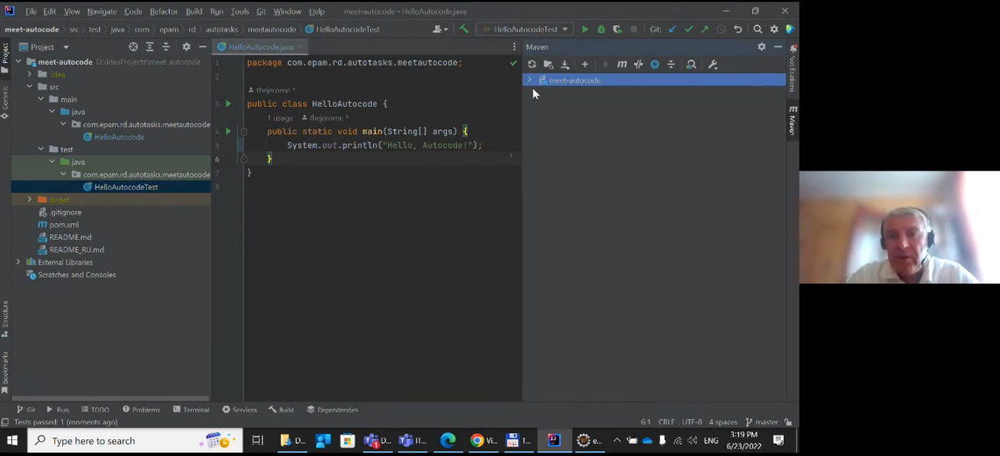 File Edit View Navigate Code Refactor Build Run Tools Git Window Help meet-autocode - HelloAutocode.java
meet-autocode src test java com epam rd autotasks meetautocode HelloAutocodeTest HelloAutocodeTest Git:
Project HelloAutocode.java Maven
meet-autocode D:\IdeaProjects\meet-autocode
.idea
src
main
java
com.epam.rd.autotasks.meetautocode
HelloAutocode
test
java
com.epam.rd.autotasks.meetautocode
HelloAutocodeTest
target
.gitignore
pom.xml
README.md
README_RU.md
External Libraries
Scratches and Consoles
1 package com.epam.rd.autotasks.meetautocode;
2
thejerome *
3 public class HelloAutocode {
1 usage thejerome *
4 public static void main(String[] args) {
5 System.out.println("Hello, Autocode!");
6 }
7 }
8
meet-autocode
Project
Commit
Structure
Bookmarks
Notifications
Maven
Git Run TODO Problems Terminal Services Build Dependencies
Tests passed: 1 (moments ago) 6:1 CRLF UTF-8 4 spaces master
Type here to search D... D... IT... Vi... T... e... ENG 3:19 PM
6/23/2022